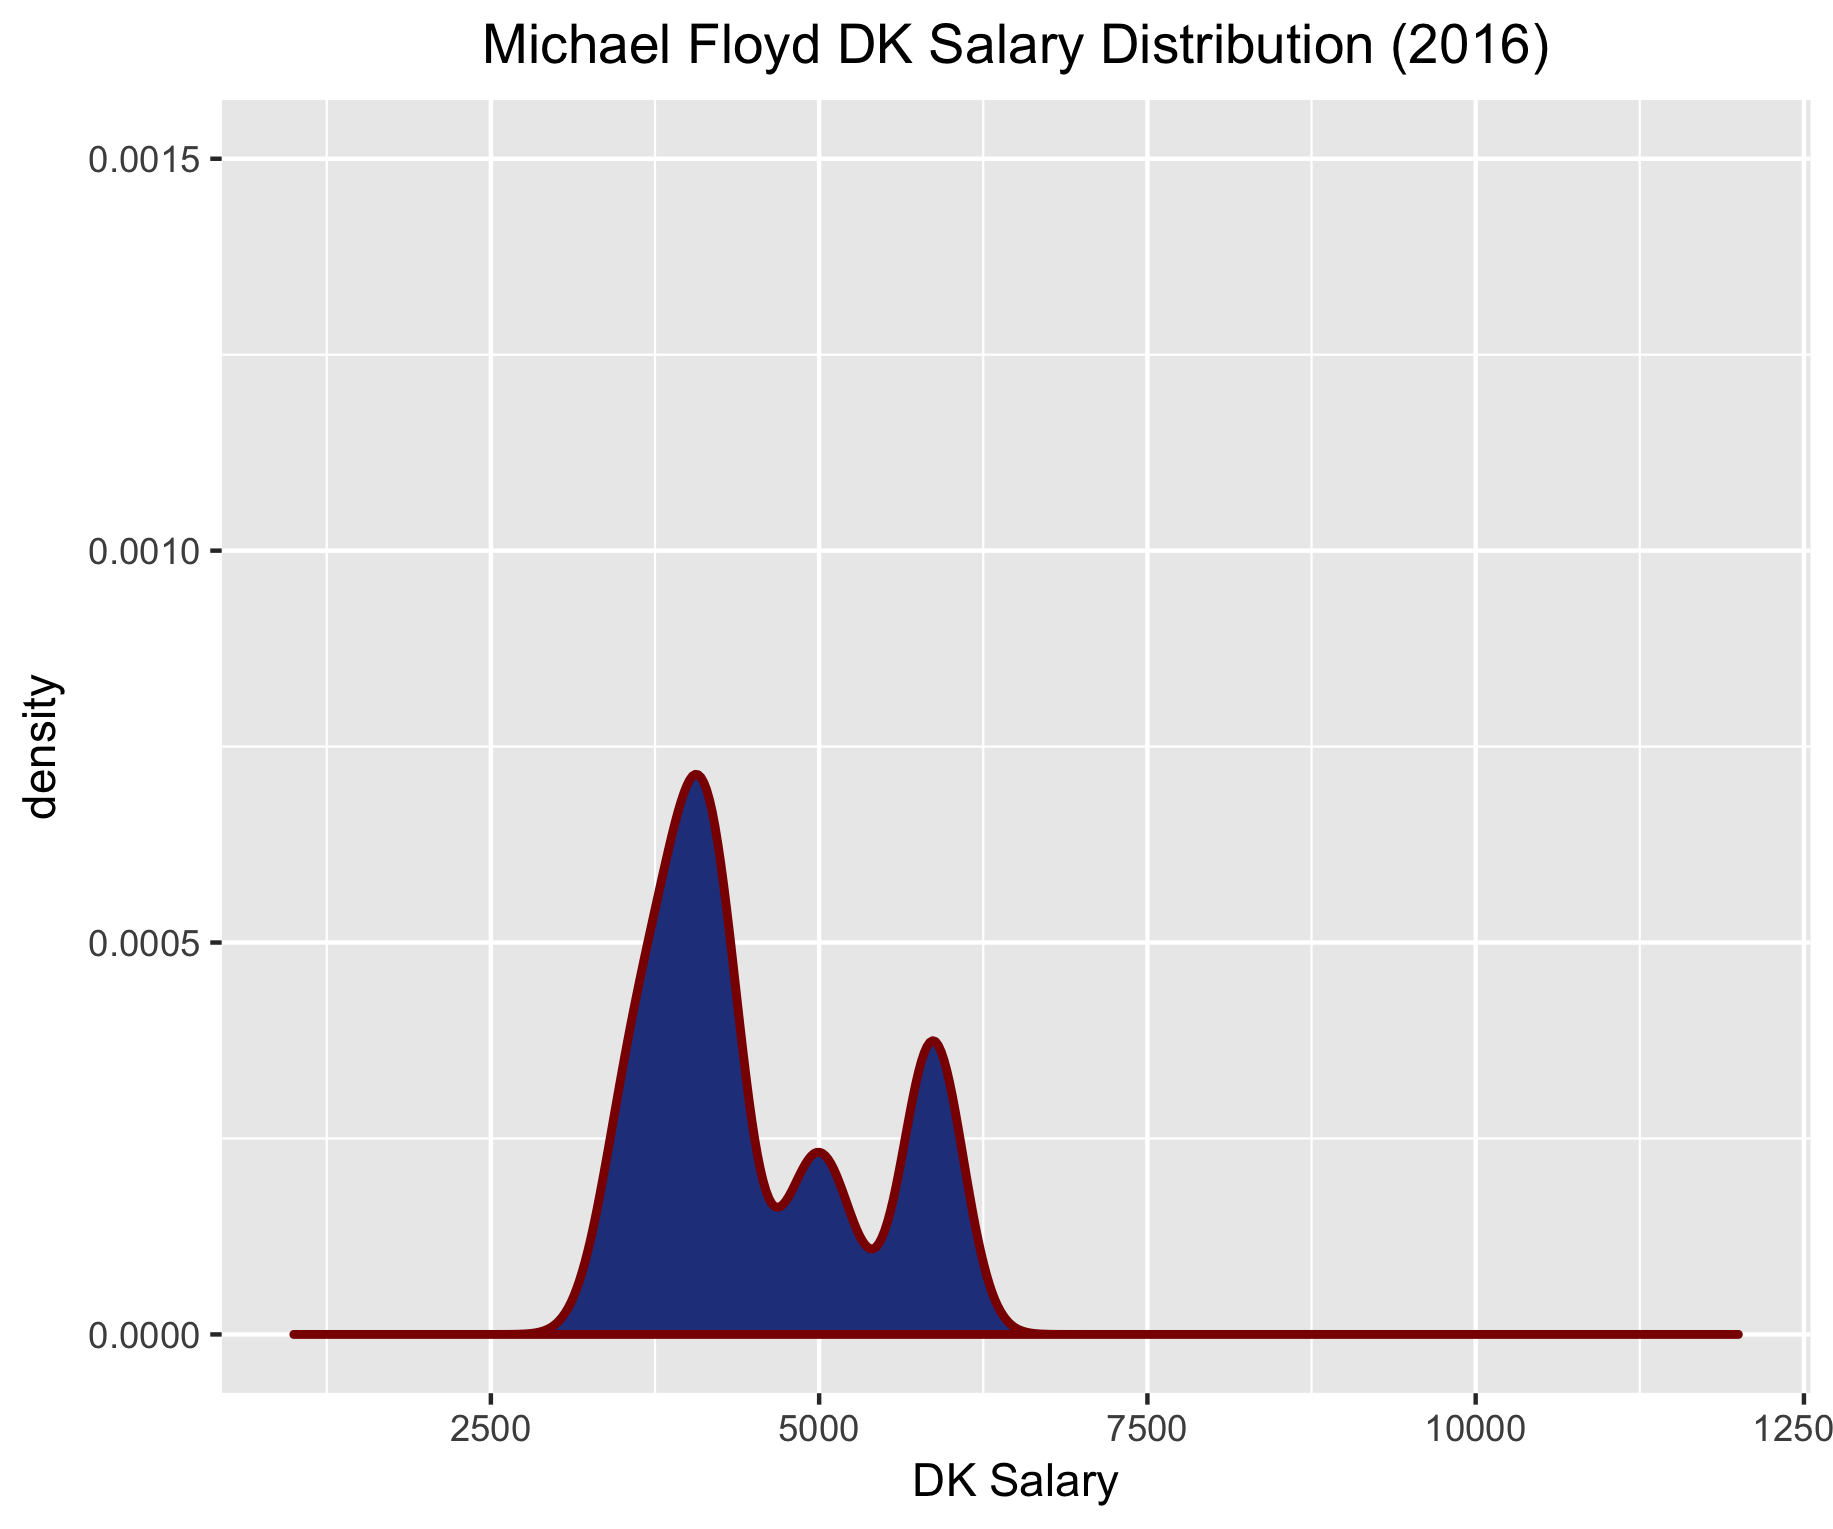 Michael Floyd DK Salary Distribution (2016)
0.0015
0.0010
0.0005
0.0000
density
2500 5000 7500 10000 1250
DK Salary